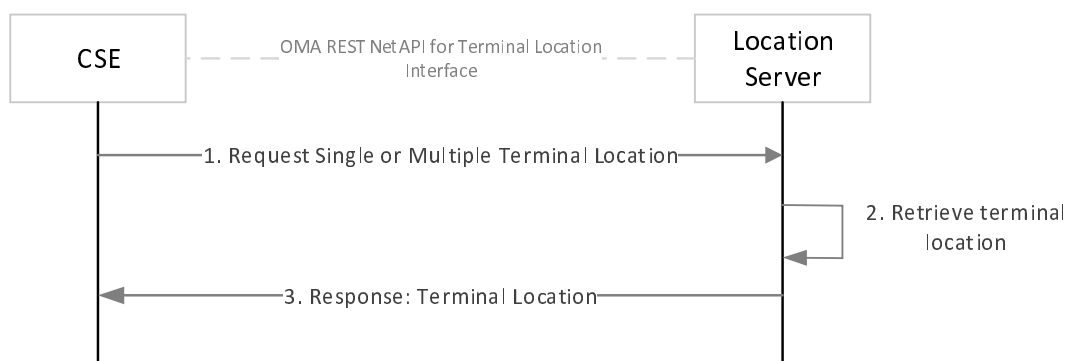 CSE
OMA REST NetAPI for Terminal Location
Interface
Location
Server
1. Request Single or Multiple Terminal Location
2. Retrieve terminal
location
3. Response: Terminal Location